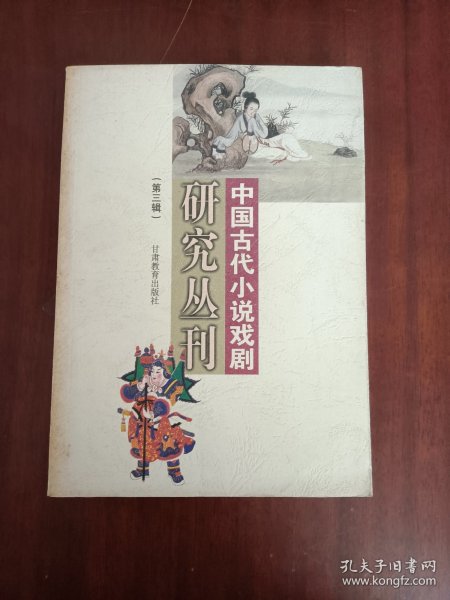 中国古代小说戏剧
研究丛刊
（第三辑）
甘肃教育出版社
孔夫子旧书网
www.kongfz.com